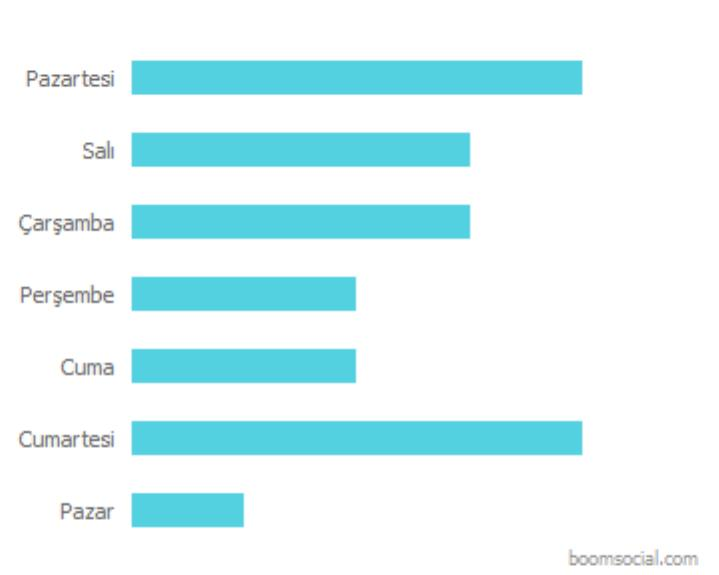 Pazartesi
Salı
Çarşamba
Perşembe
Cuma
Cumartesi
Pazar
boomsocial.com